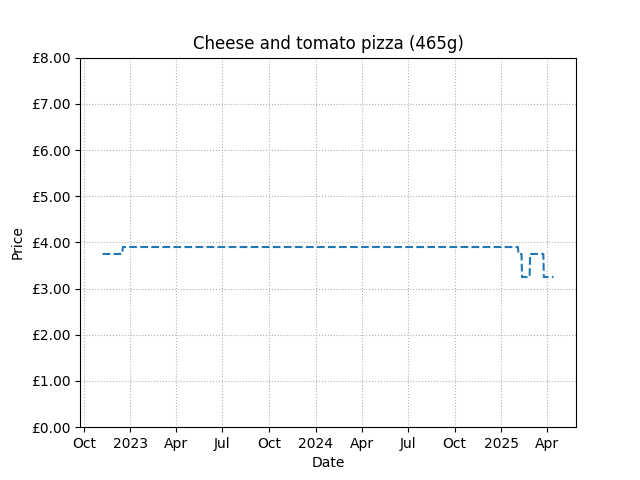 Cheese and tomato pizza (465g)
£8.00
£7.00
£6.00
£5.00
£4.00
£3.00
£2.00
£1.00
£0.00
Price
Oct 2023 Apr Jul Oct 2024 Apr Jul Oct 2025 Apr
Date